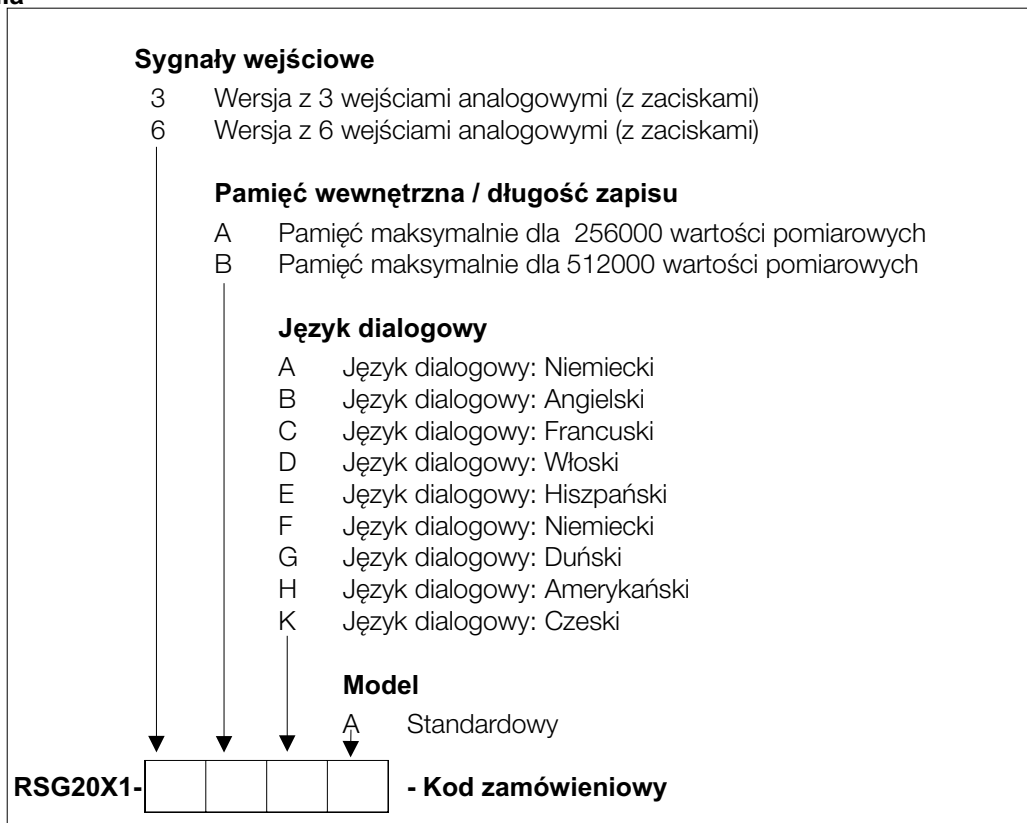 Sygnały wejściowe
3 Wersja z 3 wejściami analogowymi (z zaciskami)
6 Wersja z 6 wejściami analogowymi (z zaciskami)
Pamięć wewnętrzna / długość zapisu
A Pamięć maksymalnie dla 256000 wartości pomiarowych
B Pamięć maksymalnie dla 512000 wartości pomiarowych
Język dialogowy
A Język dialogowy: Niemiecki
B Język dialogowy: Angielski
C Język dialogowy: Francuski
D Język dialogowy: Włoski
E Język dialogowy: Hiszpański
F Język dialogowy: Niemiecki
G Język dialogowy: Duński
H Język dialogowy: Amerykański
K Język dialogowy: Czeski
Model
A Standardowy
RSG20X1- - Kod zamówieniowy